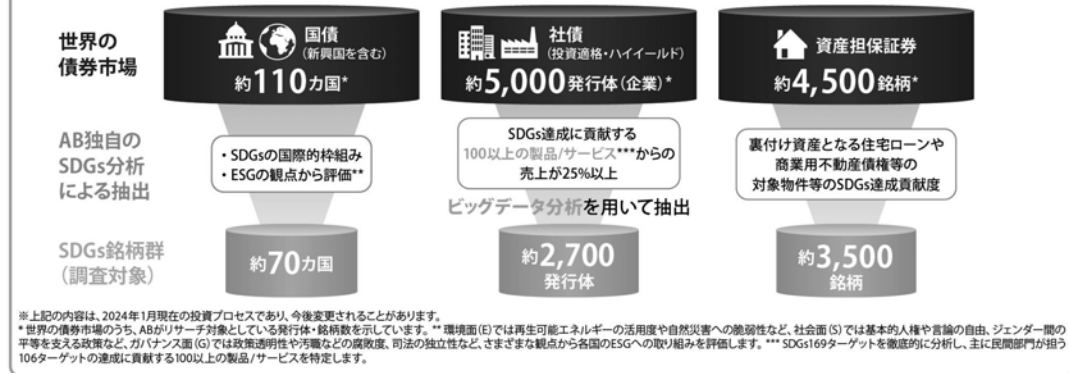 世界の
債券市場
国債
(新興国を含む)
約110カ国*
社債
(投資適格・ハイイールド)
約5,000発行体(企業)*
資産担保証券
約4,500銘柄*
AB独自の
SDGs分析
による抽出
・SDGsの国際的枠組み
・ESGの観点から評価**
SDGs達成に貢献する
100以上の製品/サービス***からの
売上が25%以上
ビッグデータ分析を用いて抽出
裏付け資産となる住宅ローンや
商業用不動産債権等の
対象物件等のSDGs達成貢献度
SDGs銘柄群
(調査対象)
約70カ国
約2,700
発行体
約3,500
銘柄
※上記の内容は、2024年1月現在の投資プロセスであり、今後変更されることがあります。
* 世界の債券市場のうち、ABがリサーチ対象としている発行体・銘柄数を示しています。 ** 環境面(E)では再生可能エネルギーの活用度や自然災害への脆弱性など、社会面(S)では基本的人権や言論の自由、ジェンダー間の
平等を支える政策など、ガバナンス面(G)では政策透明性や汚職などの腐敗度、司法の独立性など、さまざまな観点から各国のESGへの取り組みを評価します。 *** SDGs169ターゲットを徹底的に分析し、主に民間部門が担う
106ターゲットの達成に貢献する100以上の製品/サービスを特定します。